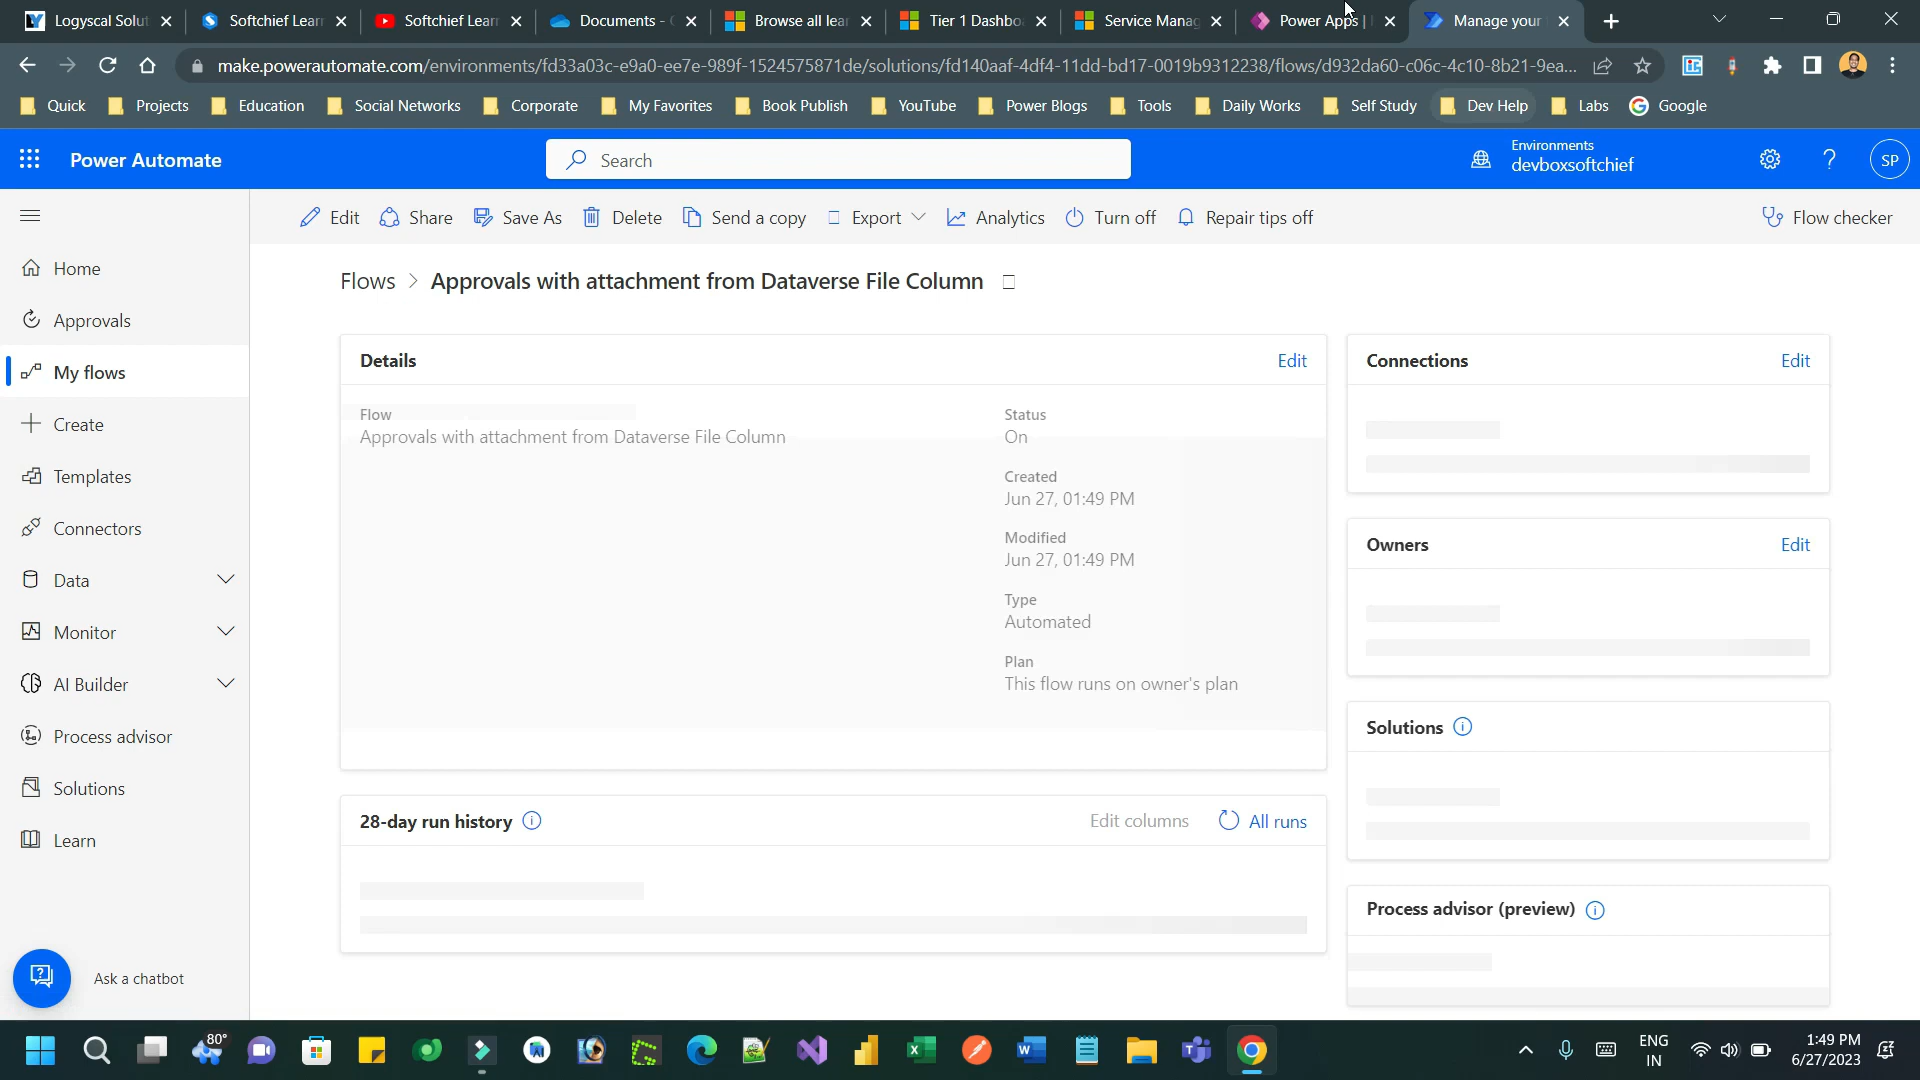 Logyscal Solut
Softchief Lear
Softchief Lear
Documents -
Browse all lea
Tier 1 Dashbo
Service Manag
Power Apps |
Manage your
make.powerautomate.com/environments/fd33a03c-e9a0-ee7e-989f-1524575871de/solutions/fd140aaf-4df4-11dd-bd17-0019b9312238/flows/d932da60-c06c-4c10-8b21-9ea...
Quick
Projects
Education
Social Networks
Corporate
My Favorites
Book Publish
YouTube
Power Blogs
Tools
Daily Works
Self Study
Dev Help
Labs
Google
Power Automate
Search
Environments
devboxsoftchief
SP
Edit
Share
Save As
Delete
Send a copy
Export
Analytics
Turn off
Repair tips off
Flow checker
Home
Approvals
My flows
Create
Templates
Connectors
Data
Monitor
AI Builder
Process advisor
Solutions
Learn
Ask a chatbot
Flows > Approvals with attachment from Dataverse File Column
Details
Edit
Flow
Approvals with attachment from Dataverse File Column
Status
On
Created
Jun 27, 01:49 PM
Modified
Jun 27, 01:49 PM
Type
Automated
Plan
This flow runs on owner's plan
28-day run history
Edit columns
All runs
Connections
Edit
Owners
Edit
Solutions
Process advisor (preview)
80°
ENG
IN
1:49 PM
6/27/2023